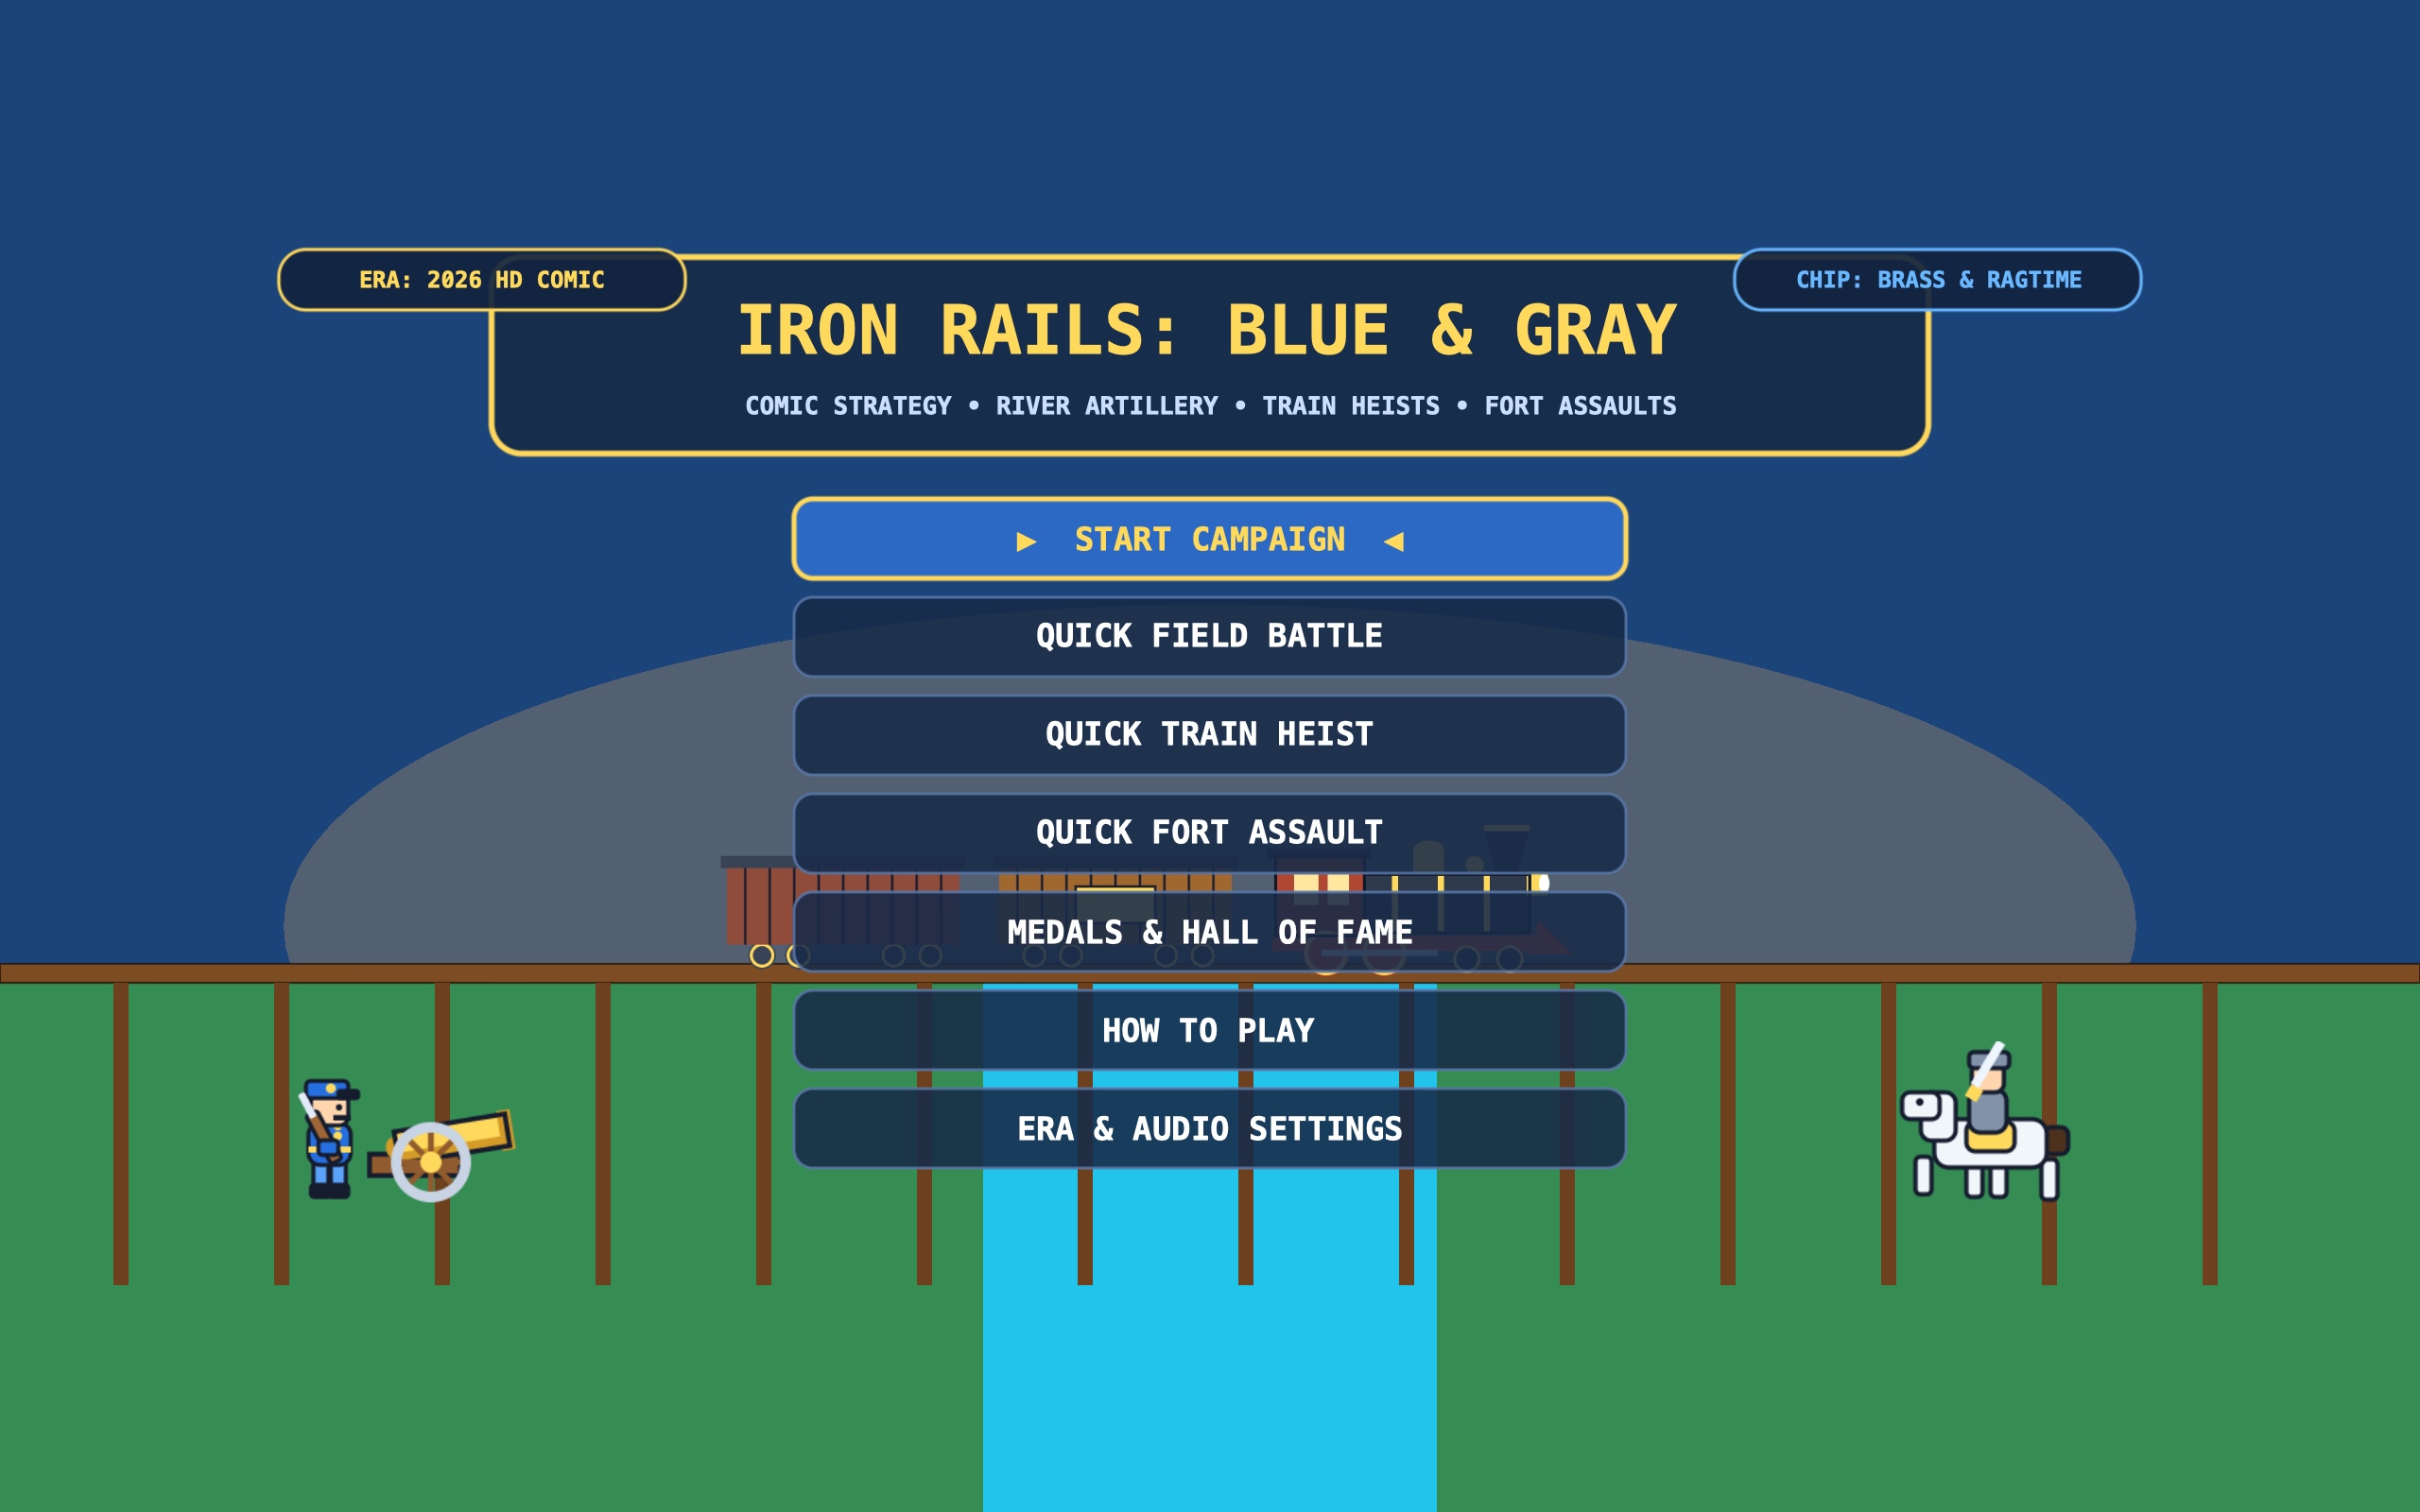 ERA: 2026 HD COMIC
CHIP: BRASS & RAGTIME
IRON RAILS: BLUE & GRAY
COMIC STRATEGY • RIVER ARTILLERY • TRAIN HEISTS • FORT ASSAULTS
▶ START CAMPAIGN ◀
QUICK FIELD BATTLE
QUICK TRAIN HEIST
QUICK FORT ASSAULT
MEDALS & HALL OF FAME
HOW TO PLAY
ERA & AUDIO SETTINGS